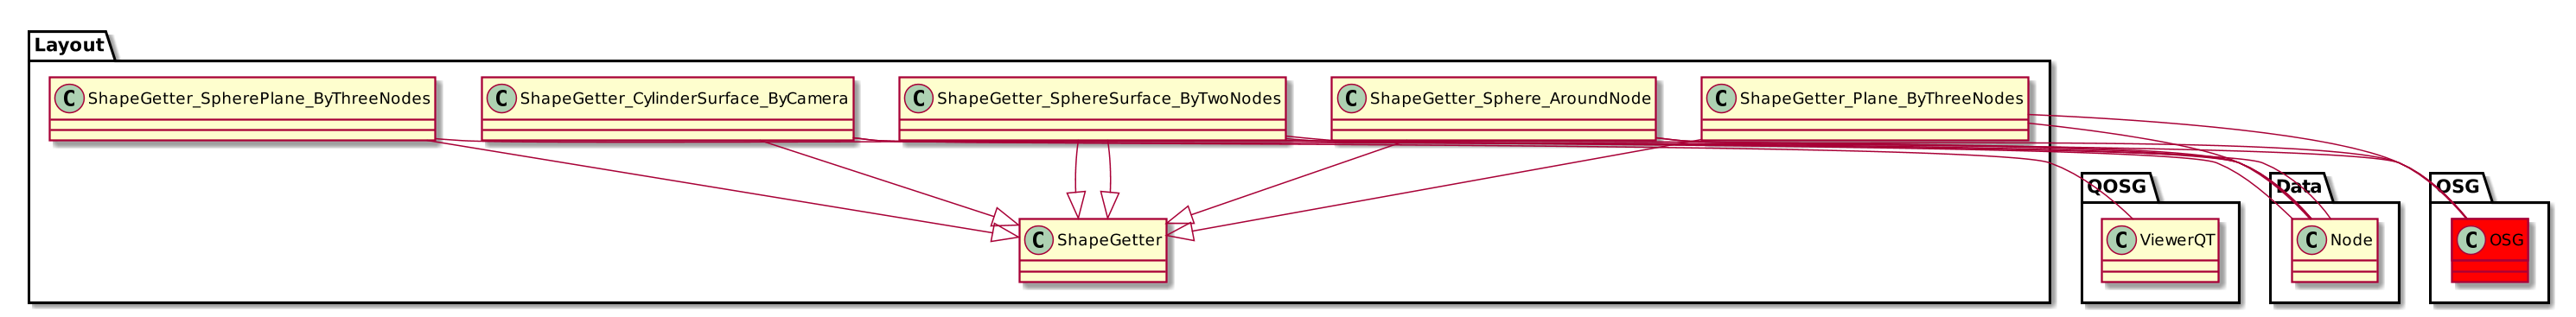 Layout
C ShapeGetter_SpherePlane_ByThreeNodes
C ShapeGetter_CylinderSurface_ByCamera
C ShapeGetter_SphereSurface_ByTwoNodes
C ShapeGetter_Sphere_AroundNode
C ShapeGetter_Plane_ByThreeNodes
C ShapeGetter
QOSG
C ViewerQT
Data
C Node
OSG
C OSG